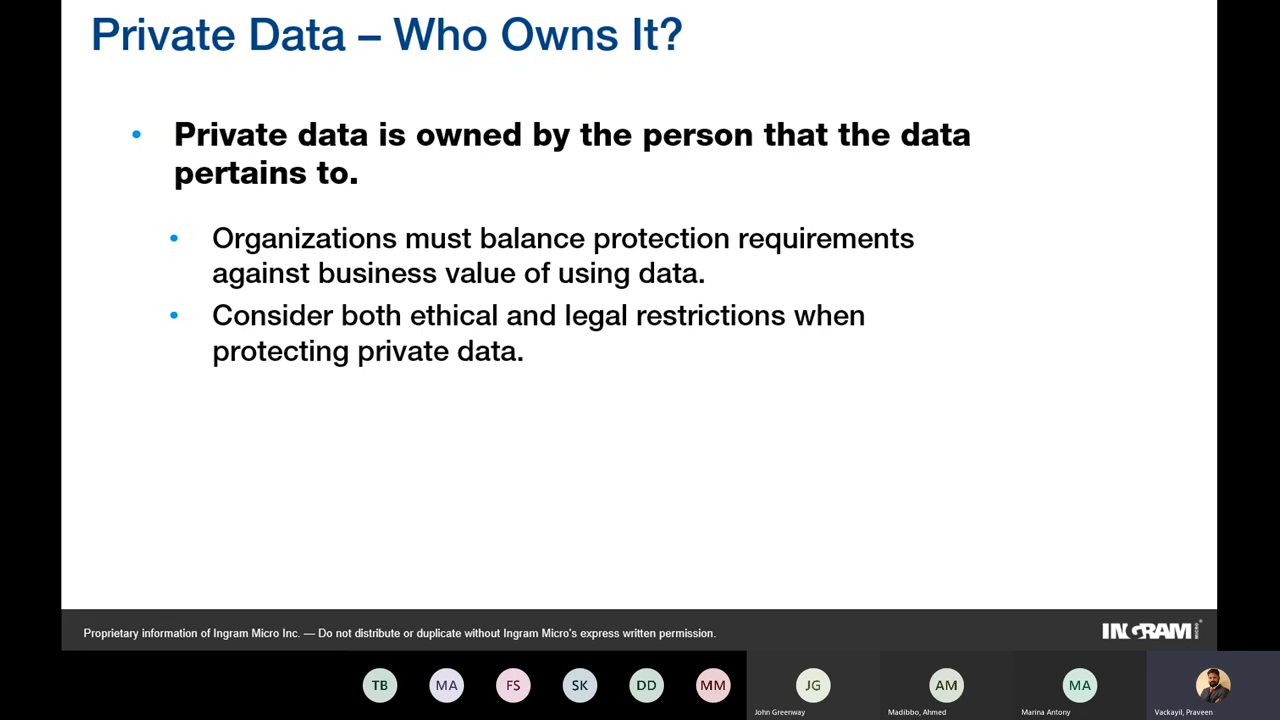 Private Data – Who Owns It?
• Private data is owned by the person that the data
pertains to.
• Organizations must balance protection requirements
against business value of using data.
• Consider both ethical and legal restrictions when
protecting private data.
Proprietary information of Ingram Micro Inc. — Do not distribute or duplicate without Ingram Micro's express written permission.
INGRAM MICRO®
TB MA FS SK DD MM JG AM MA
John Greenway Madibbo, Ahmed Marina Antony Vackayil, Praveen